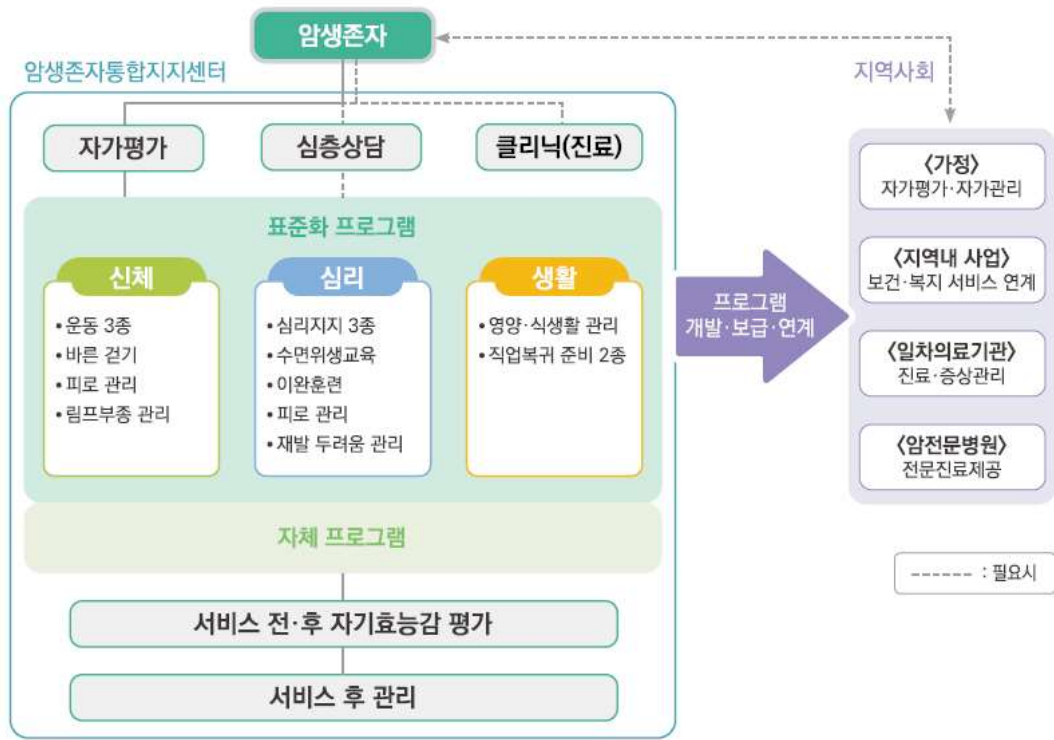 암생존자
암생존자통합지지센터
지역사회
자가평가
심층상담
클리닉(진료)
표준화 프로그램
신체
• 운동 3종
• 바른 걷기
• 피로 관리
• 림프부종 관리
심리
• 심리지지 3종
• 수면위생교육
• 이완훈련
• 피로 관리
• 재발 두려움 관리
생활
• 영양·식생활 관리
• 직업복귀 준비 2종
자체 프로그램
서비스 전·후 자기효능감 평가
서비스 후 관리
프로그램
개발·보급·연계
〈가정〉
자가평가·자가관리
〈지역내 사업〉
보건·복지 서비스 연계
〈일차의료기관〉
진료·증상관리
〈암전문병원〉
전문진료제공
------ : 필요시